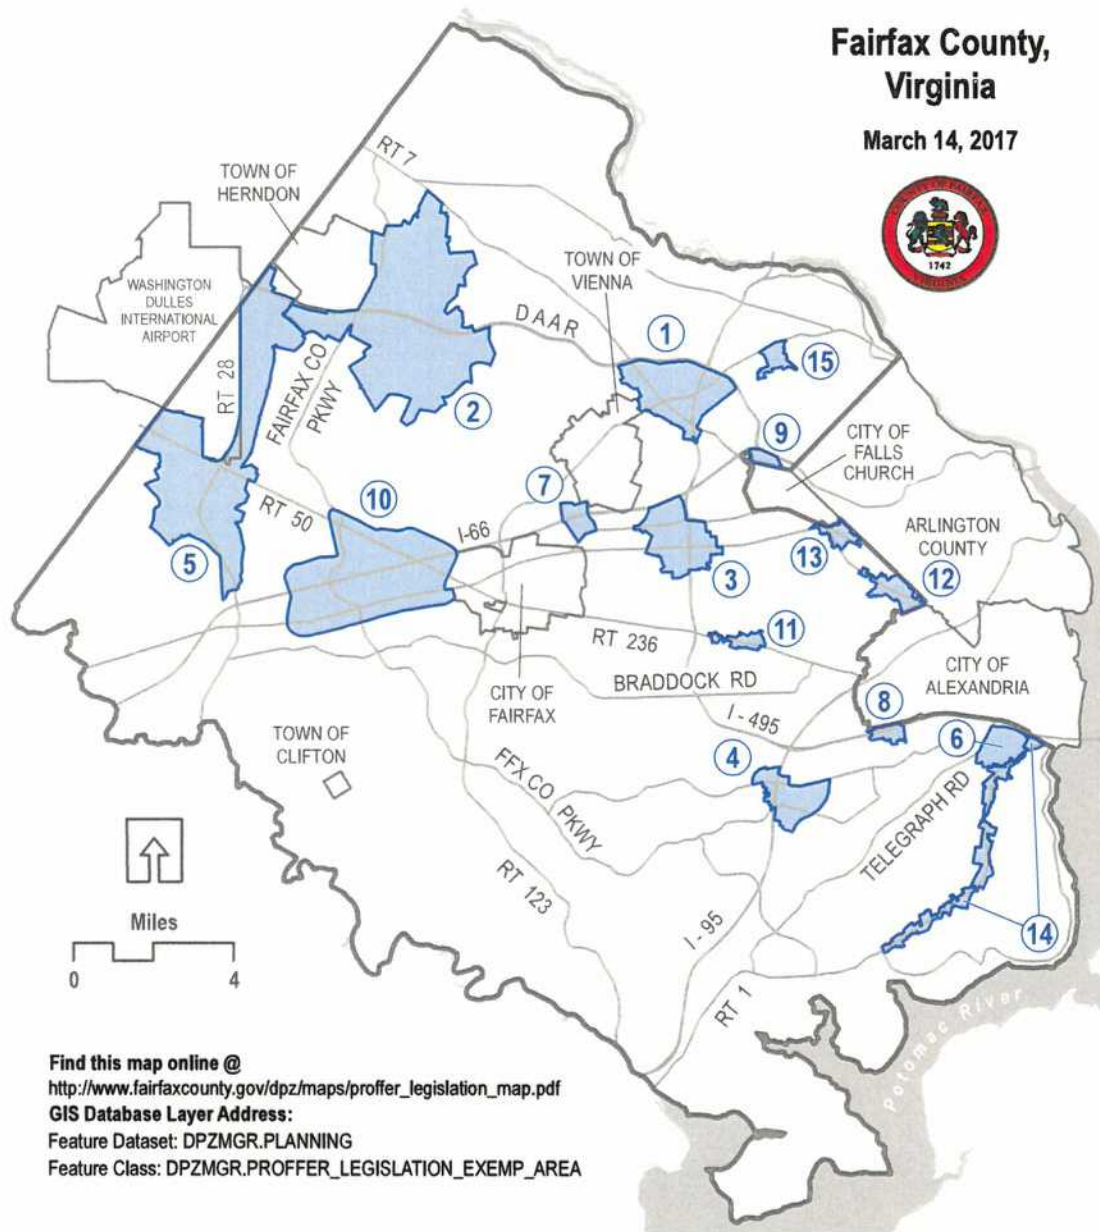 Fairfax County,
Virginia
March 14, 2017
COUNTY OF FAIRFAX
1742
VIRGINIA
RT 7
TOWN OF
HERNDON
TOWN OF
VIENNA
WASHINGTON
DULLES
INTERNATIONAL
AIRPORT
DAAR
1
15
RT 28
FAIRFAX CO
PKWY
2
9
CITY OF
FALLS
CHURCH
7
10
RT 50
I-66
ARLINGTON
COUNTY
5
13
3
12
11
RT 236
BRADDOCK RD
CITY OF
FAIRFAX
CITY OF
ALEXANDRIA
8
I - 495
6
TOWN OF
CLIFTON
4
FFX CO PKWY
TELEGRAPH RD
RT 123
Miles
0 4
I - 95
14
RT 1
Potomac River
Find this map online @
http://www.fairfaxcounty.gov/dpz/maps/proffer_legislation_map.pdf
GIS Database Layer Address:
Feature Dataset: DPZMGR.PLANNING
Feature Class: DPZMGR.PROFFER_LEGISLATION_EXEMP_AREA